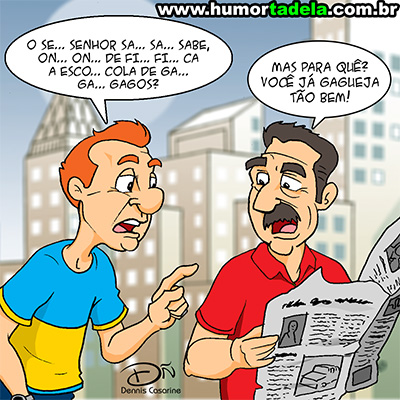 www.humortadela.com.br
O SE... SENHOR SA... SA... SABE,
ON... ON... DE FI... FI... CA
A ESCO... COLA DE GA...
GA... GAGOS?
MAS PARA QUÊ?
VOCÊ JÁ GAGUEJA
TÃO BEM!
DÑ
Dennis Casarine